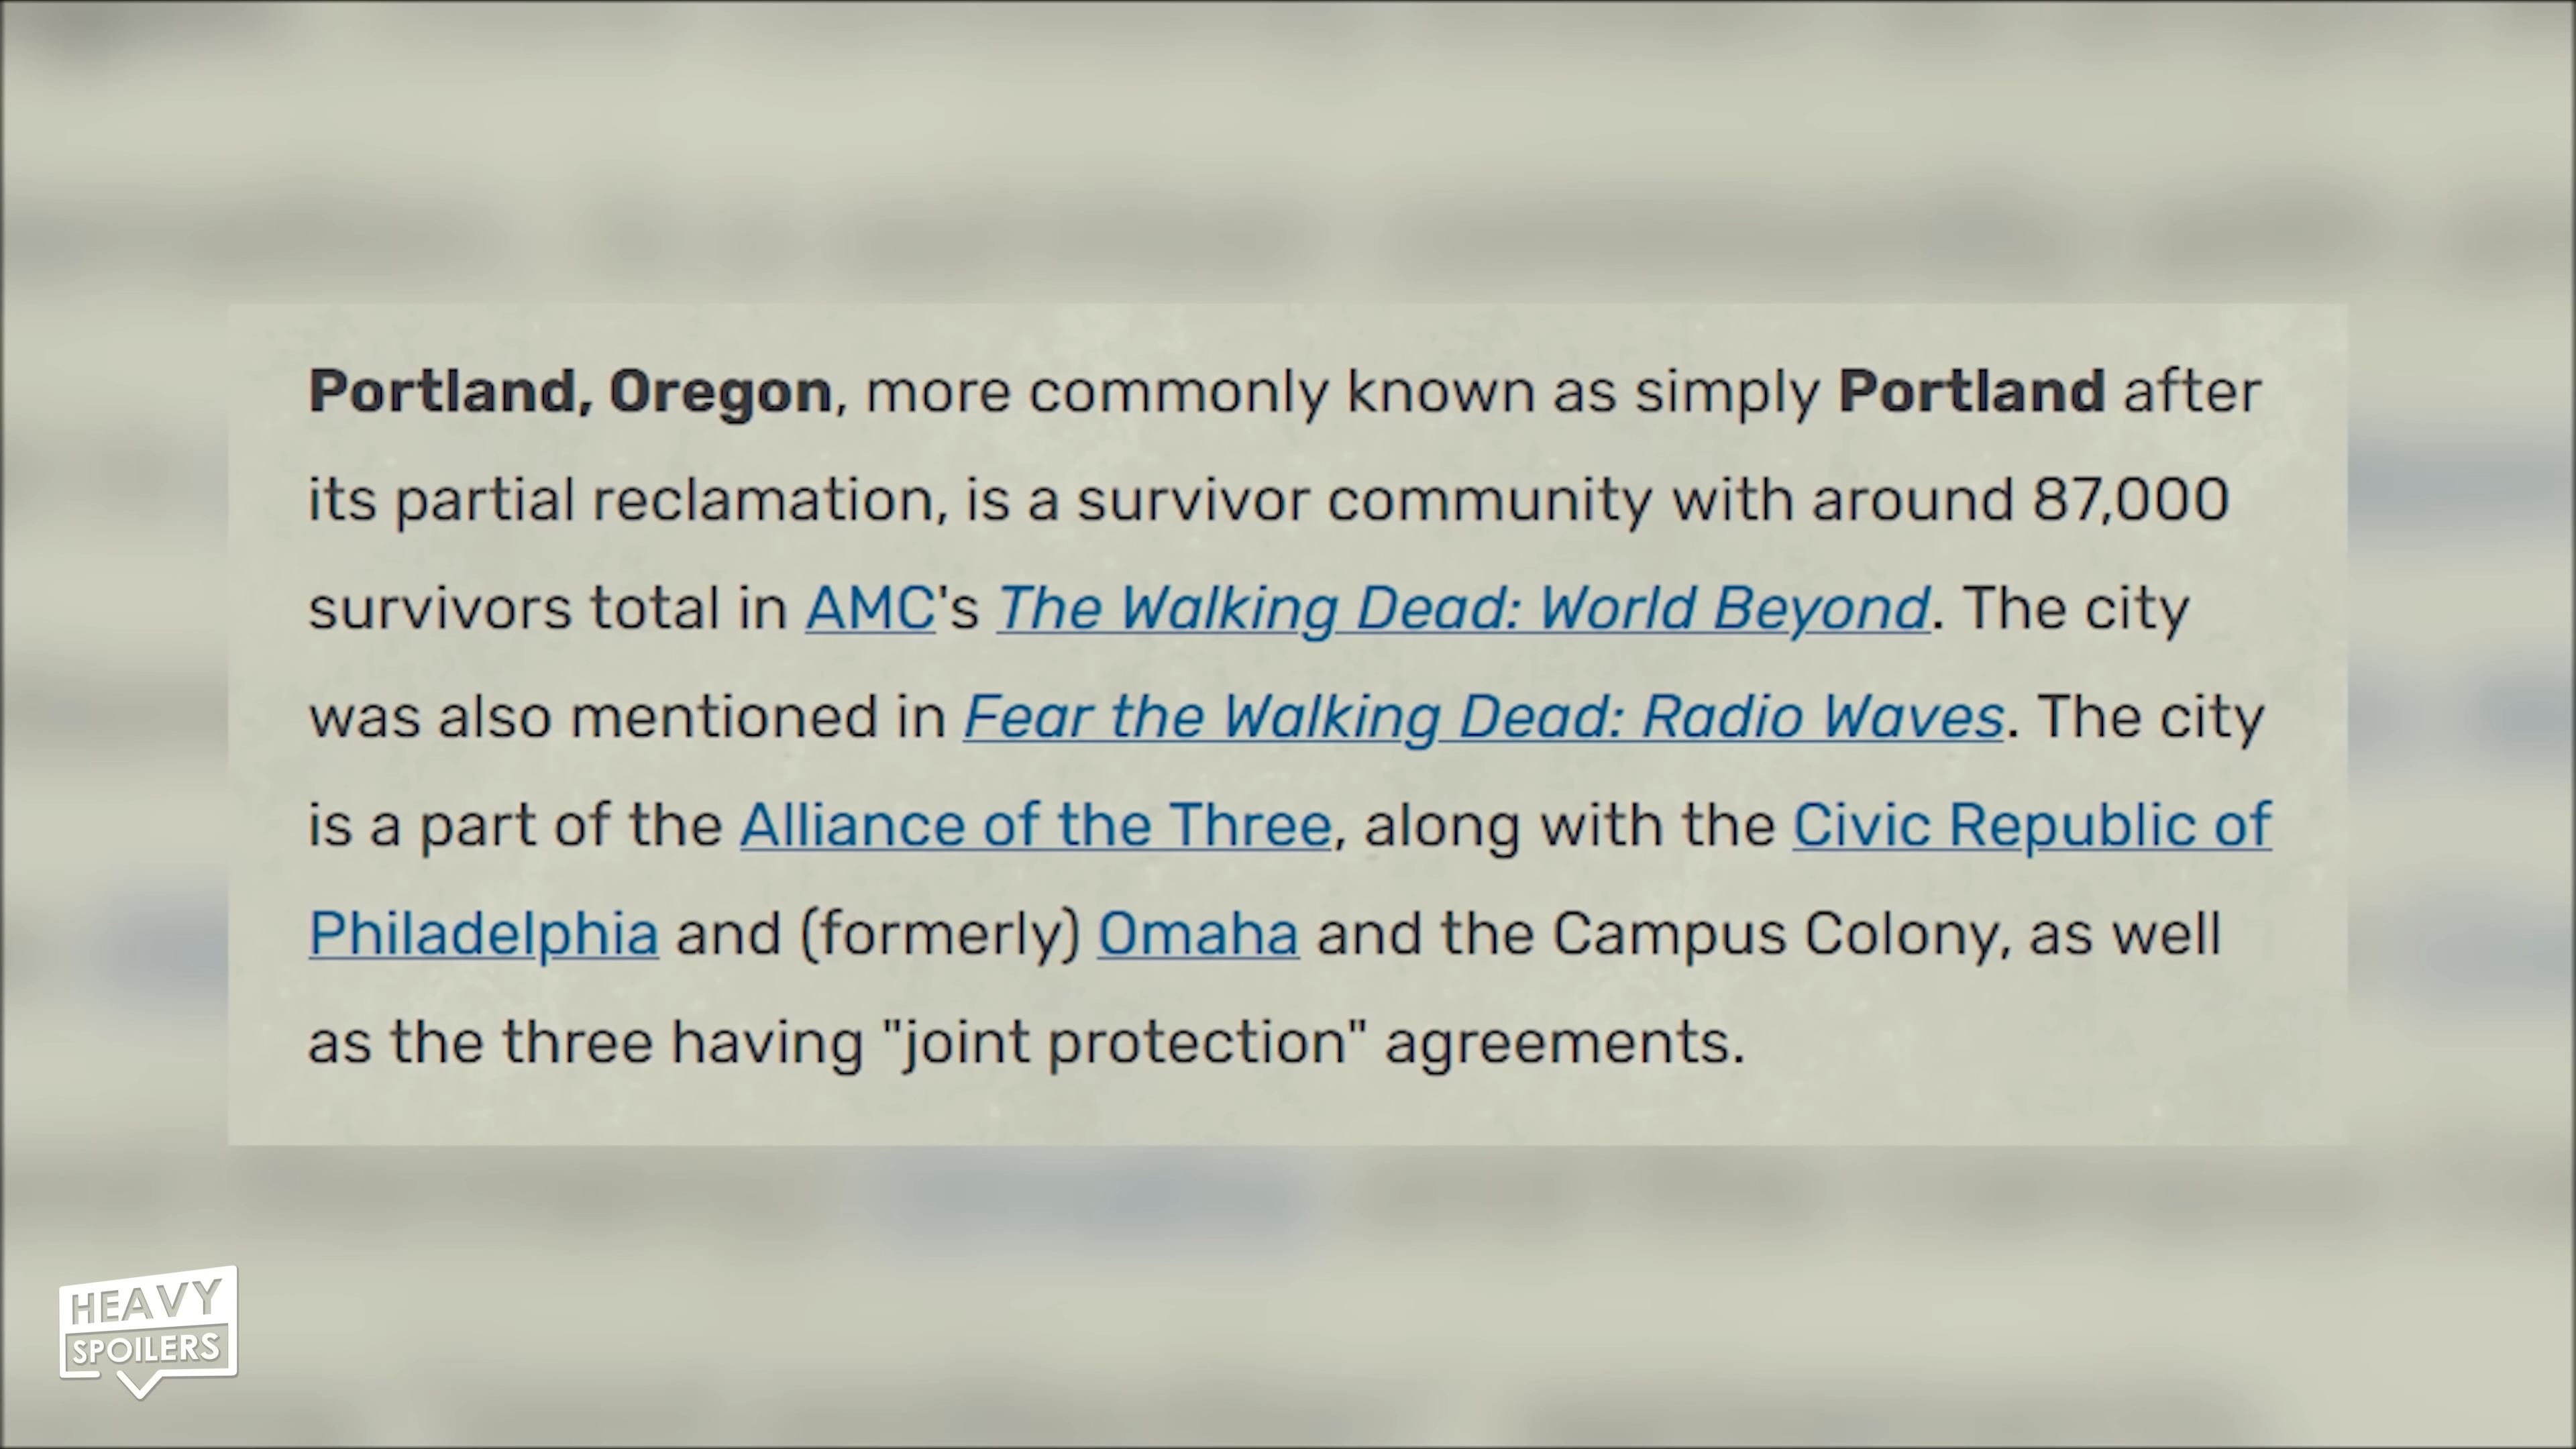 Portland, Oregon, more commonly known as simply Portland after
its partial reclamation, is a survivor community with around 87,000
survivors total in AMC's The Walking Dead: World Beyond. The city
was also mentioned in Fear the Walking Dead: Radio Waves. The city
is a part of the Alliance of the Three, along with the Civic Republic of
Philadelphia and (formerly) Omaha and the Campus Colony, as well
as the three having "joint protection" agreements.
HEAVY
SPOILERS